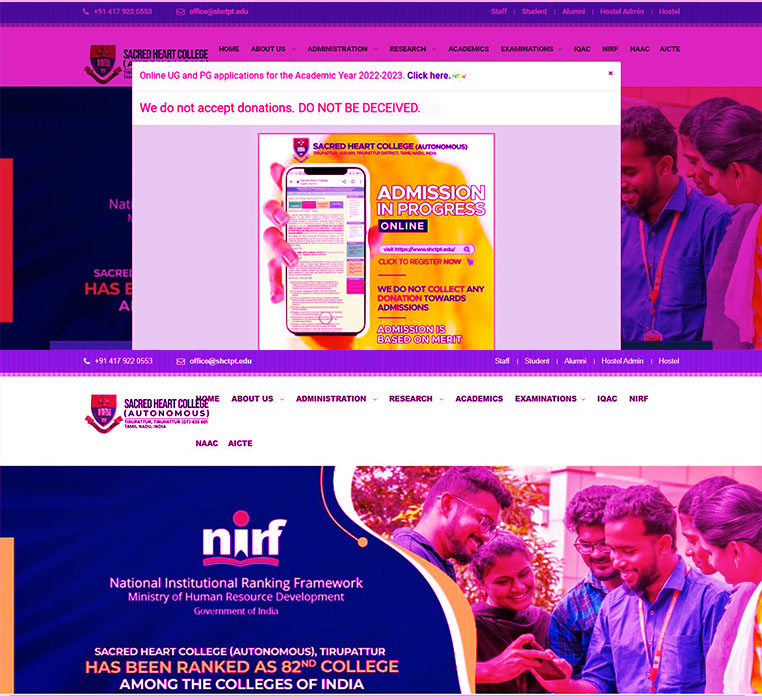 +91 417 922 0553 office@shctpt.edu Staff | Student | Alumni | Hostel Admin | Hostel
SACRED HEART COLLEGE
HOME ABOUT US ADMINISTRATION RESEARCH ACADEMICS EXAMINATIONS IQAC NIRF NAAC AICTE
Online UG and PG applications for the Academic Year 2022-2023. Click here. ×
We do not accept donations. DO NOT BE DECEIVED.
SACRED HEART COLLEGE (AUTONOMOUS)
TIRUPATTUR - 635 601, TIRUPATTUR DISTRICT, TAMIL NADU, INDIA
ADMISSION
IN PROGRESS
ONLINE
visit https://www.shctpt.edu/
CLICK TO REGISTER NOW
WE DO NOT COLLECT ANY
DONATION TOWARDS
ADMISSIONS
ADMISSION IS
BASED ON MERIT
Nati
M
SACRED
HAS B
A
+91 417 922 0553 office@shctpt.edu Staff | Student | Alumni | Hostel Admin | Hostel
SACRED HEART COLLEGE
(AUTONOMOUS)
TIRUPATTUR, TIRUPATTUR (DT)-635 601
TAMIL NADU, INDIA
HOME ABOUT US ADMINISTRATION RESEARCH ACADEMICS EXAMINATIONS IQAC NIRF
NAAC AICTE
nirf
National Institutional Ranking Framework
Ministry of Human Resource Development
Government of India
SACRED HEART COLLEGE (AUTONOMOUS), TIRUPATTUR
HAS BEEN RANKED AS 82ND COLLEGE
AMONG THE COLLEGES OF INDIA